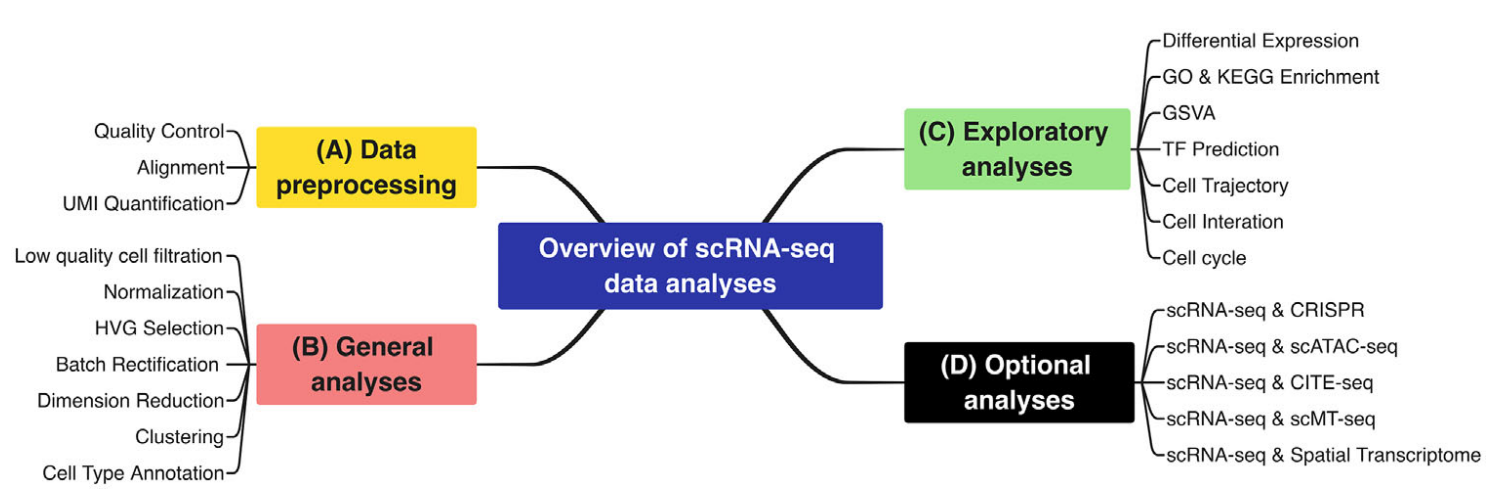 Overview of scRNA-seq
data analyses
(A) Data
preprocessing
Quality Control
Alignment
UMI Quantification
(B) General
analyses
Low quality cell filtration
Normalization
HVG Selection
Batch Rectification
Dimension Reduction
Clustering
Cell Type Annotation
(C) Exploratory
analyses
Differential Expression
GO & KEGG Enrichment
GSVA
TF Prediction
Cell Trajectory
Cell Interation
Cell cycle
(D) Optional
analyses
scRNA-seq & CRISPR
scRNA-seq & scATAC-seq
scRNA-seq & CITE-seq
scRNA-seq & scMT-seq
scRNA-seq & Spatial Transcriptome